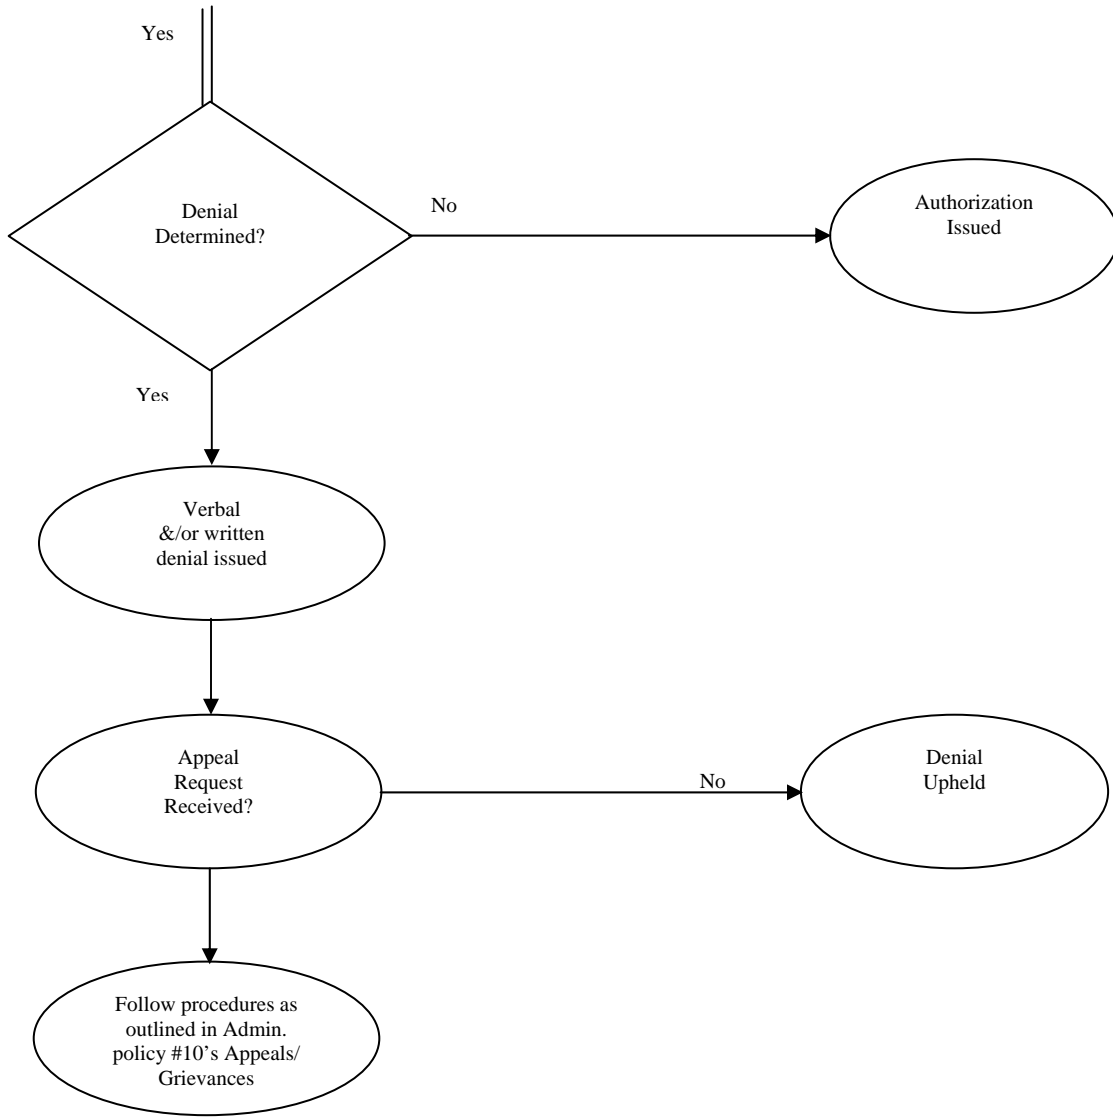 Yes
Denial
Determined?
No
Authorization
Issued
Yes
Verbal
&/or written
denial issued
Appeal
Request
Received?
No
Denial
Upheld
Follow procedures as
outlined in Admin.
policy #10’s Appeals/
Grievances